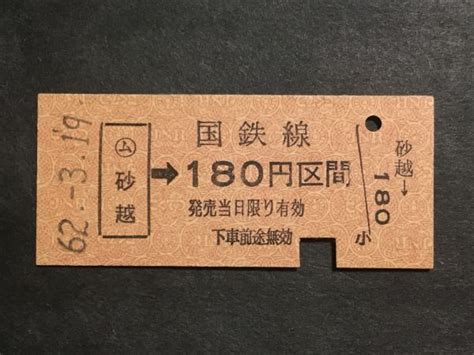 62.-3.19
㋰
砂越
国鉄線
➡180円区間
発売当日限り有効
下車前途無効
砂越→
180
小